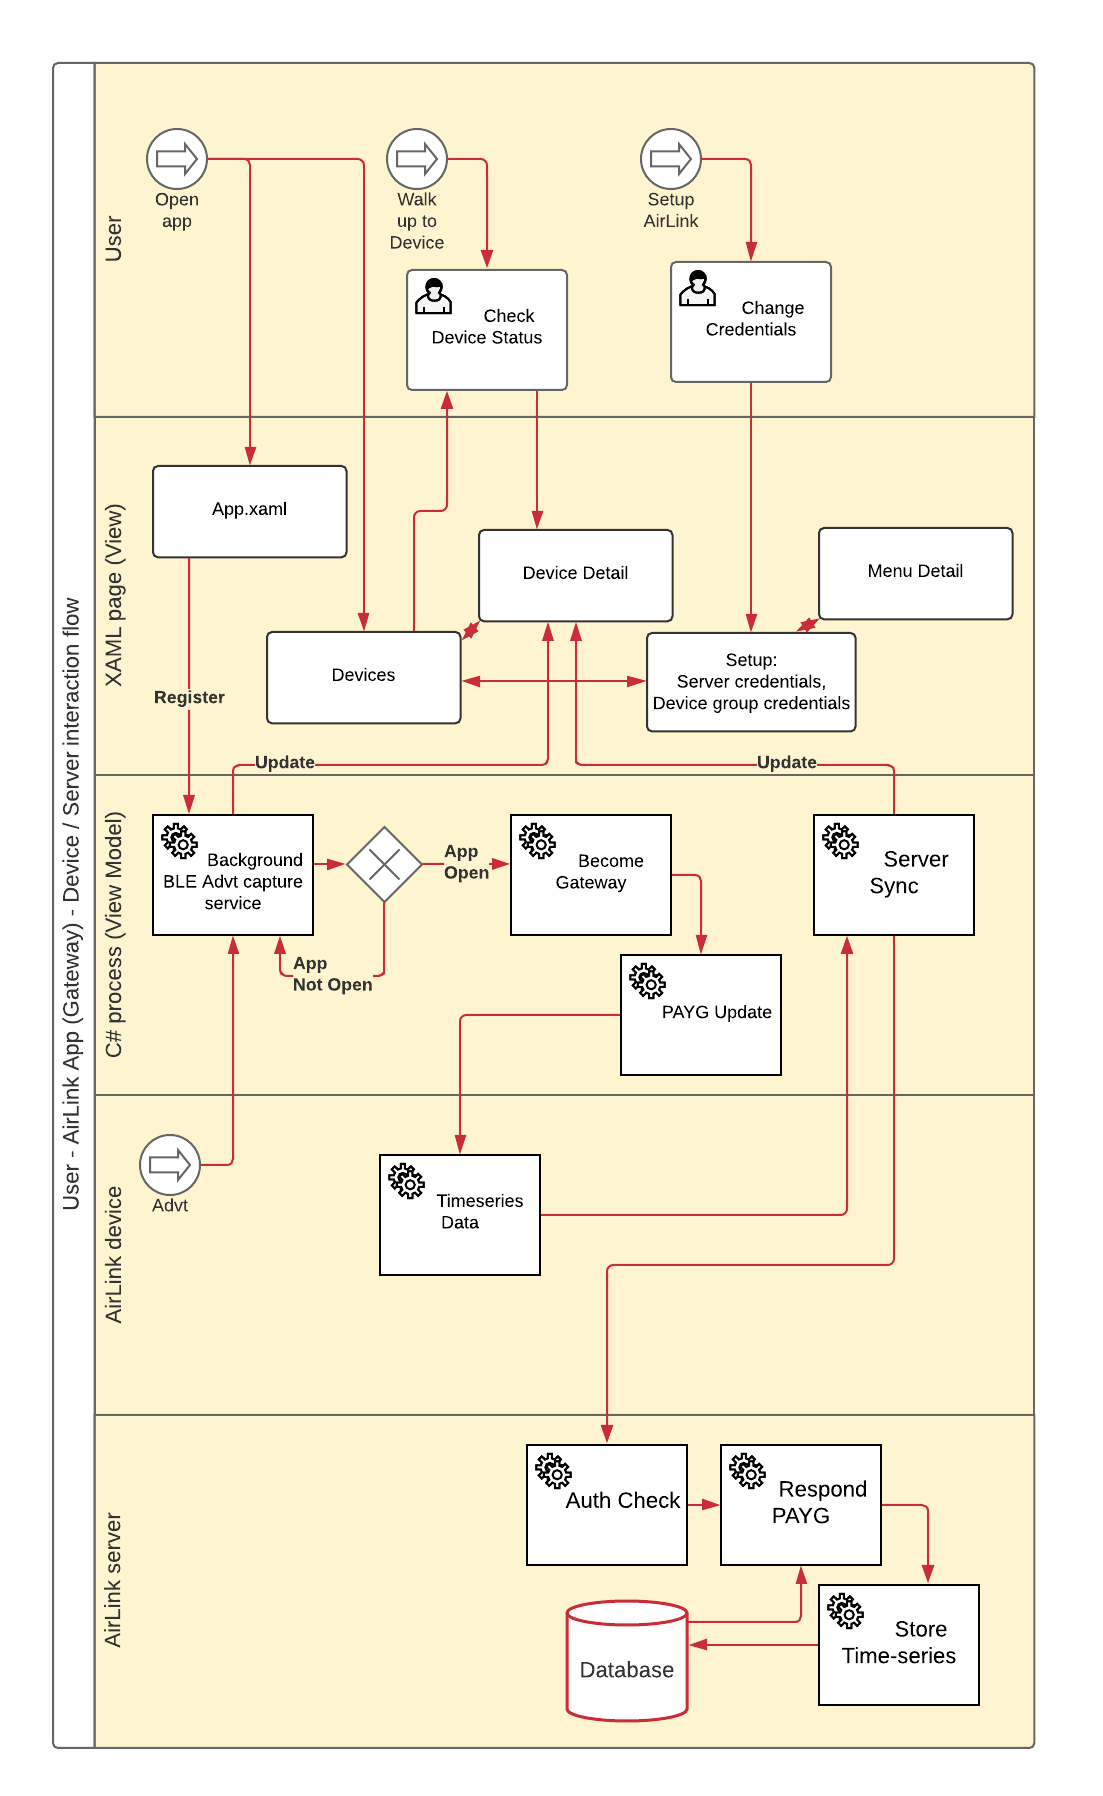 User - AirLink App (Gateway) - Device / Server interaction flow
User
Open
app
Walk
up to
Device
Setup
AirLink
Check
Device Status
Change
Credentials
XAML page (View)
App.xaml
Device Detail
Menu Detail
Devices
Setup:
Server credentials,
Device group credentials
Register
Update
Update
C# process (View Model)
Background
BLE Advt capture
service
App
Open
App
Not Open
Become
Gateway
Server
Sync
PAYG Update
AirLink device
Advt
Timeseries
Data
AirLink server
Auth Check
Respond
PAYG
Store
Time-series
Database